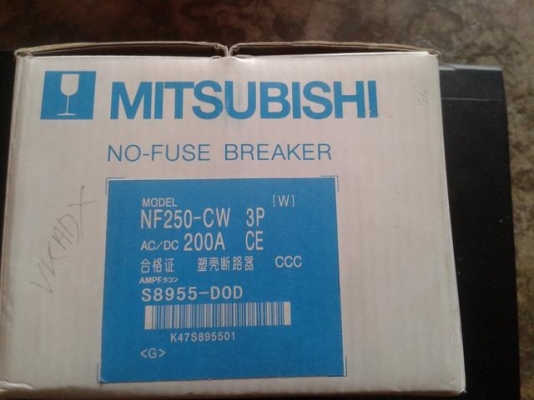 MITSUBISHI
NO-FUSE BREAKER
MODEL [W]
NF250-CW 3P
AC/DC 200A CE
合格证 塑壳断路器 CCC
S8955-D0D
K47S895501
<G>